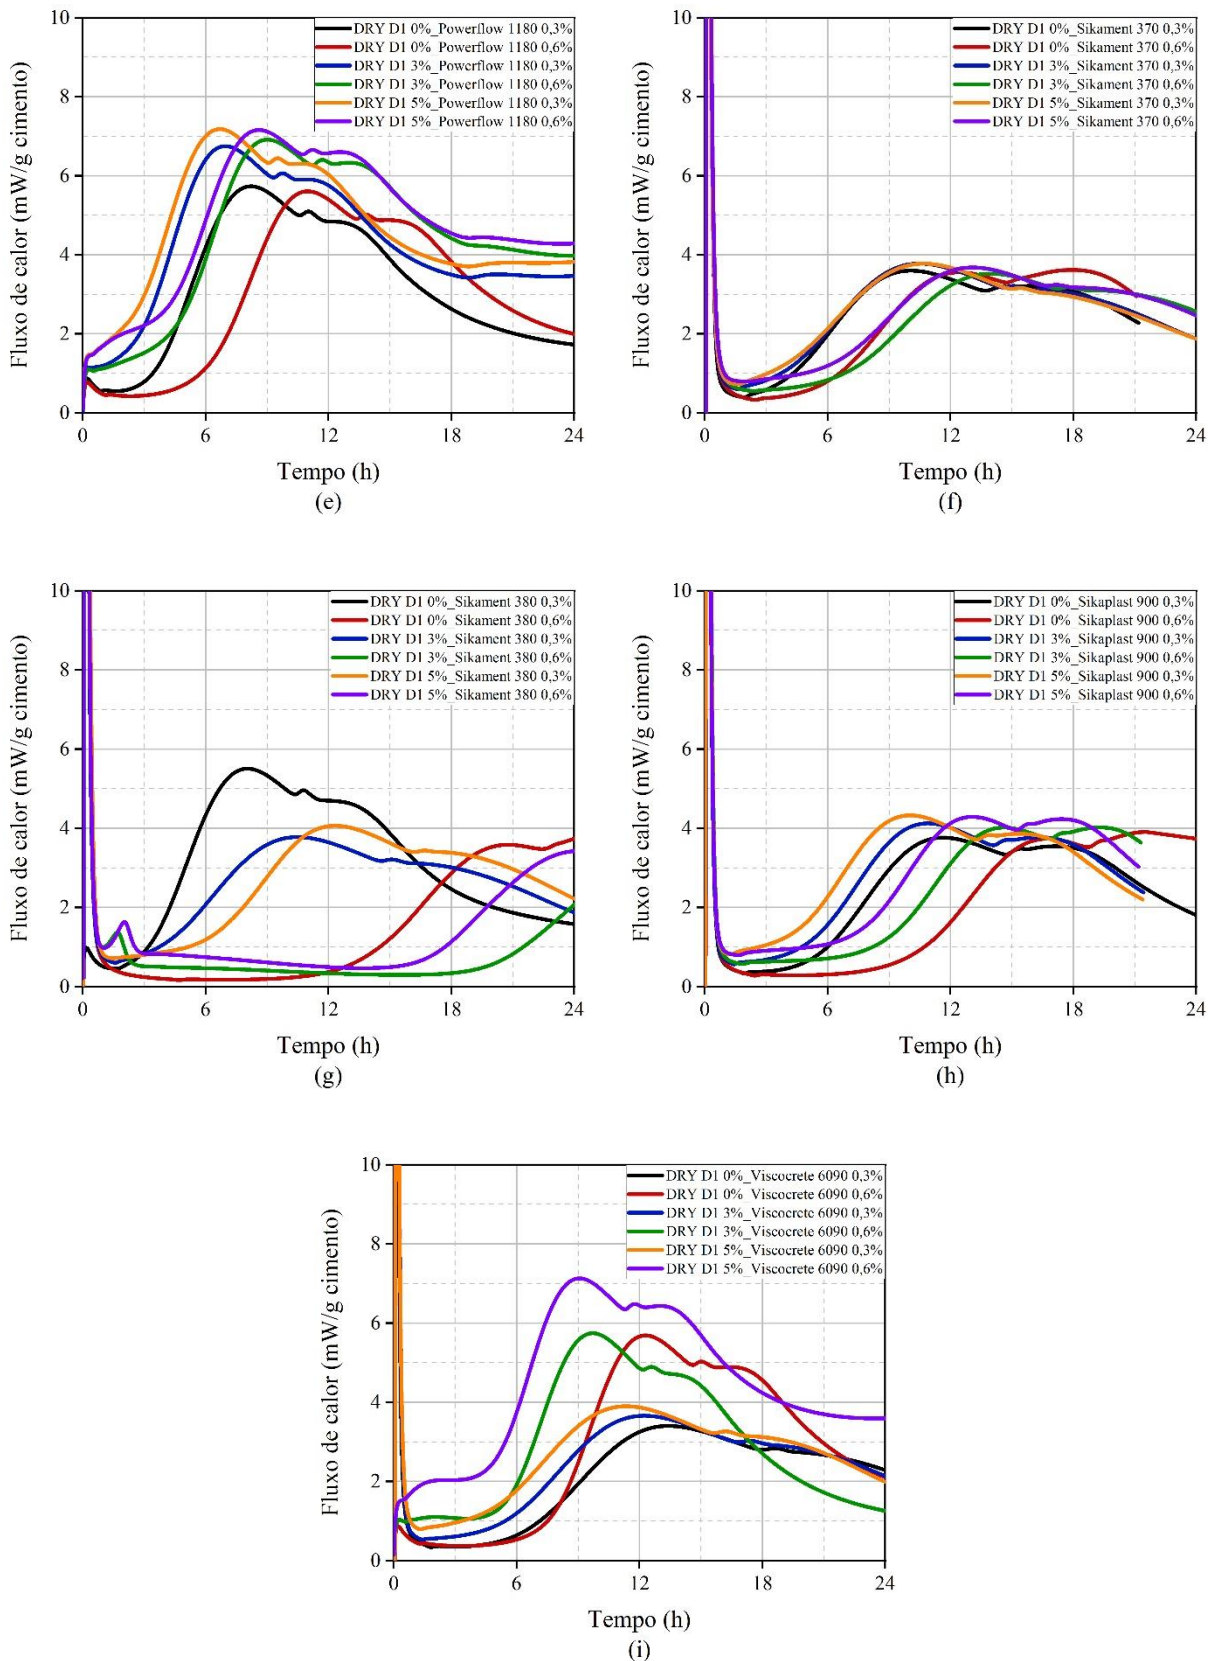 10
8
6
4
2
0
Fluxo de calor (mW/g cimento)
DRY D1 0%_Powerflow 1180 0,3%
DRY D1 0%_Powerflow 1180 0,6%
DRY D1 3%_Powerflow 1180 0,3%
DRY D1 3%_Powerflow 1180 0,6%
DRY D1 5%_Powerflow 1180 0,3%
DRY D1 5%_Powerflow 1180 0,6%
0 6 12 18 24
Tempo (h)
(e)
10
8
6
4
2
0
Fluxo de calor (mW/g cimento)
DRY D1 0%_Sikament 370 0,3%
DRY D1 0%_Sikament 370 0,6%
DRY D1 3%_Sikament 370 0,3%
DRY D1 3%_Sikament 370 0,6%
DRY D1 5%_Sikament 370 0,3%
DRY D1 5%_Sikament 370 0,6%
0 6 12 18 24
Tempo (h)
(f)
10
8
6
4
2
0
Fluxo de calor (mW/g cimento)
DRY D1 0%_Sikament 380 0,3%
DRY D1 0%_Sikament 380 0,6%
DRY D1 3%_Sikament 380 0,3%
DRY D1 3%_Sikament 380 0,6%
DRY D1 5%_Sikament 380 0,3%
DRY D1 5%_Sikament 380 0,6%
0 6 12 18 24
Tempo (h)
(g)
10
8
6
4
2
0
Fluxo de calor (mW/g cimento)
DRY D1 0%_Sikaplast 900 0,3%
DRY D1 0%_Sikaplast 900 0,6%
DRY D1 3%_Sikaplast 900 0,3%
DRY D1 3%_Sikaplast 900 0,6%
DRY D1 5%_Sikaplast 900 0,3%
DRY D1 5%_Sikaplast 900 0,6%
0 6 12 18 24
Tempo (h)
(h)
10
8
6
4
2
0
Fluxo de calor (mW/g cimento)
DRY D1 0%_Viscocrete 6090 0,3%
DRY D1 0%_Viscocrete 6090 0,6%
DRY D1 3%_Viscocrete 6090 0,3%
DRY D1 3%_Viscocrete 6090 0,6%
DRY D1 5%_Viscocrete 6090 0,3%
DRY D1 5%_Viscocrete 6090 0,6%
0 6 12 18 24
Tempo (h)
(i)